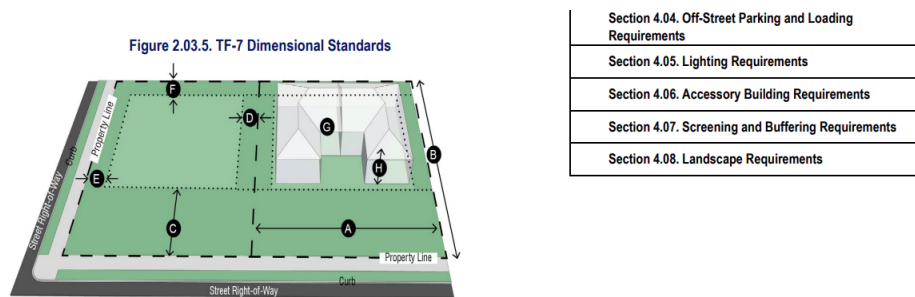 Figure 2.03.5. TF-7 Dimensional Standards
F
D
G
B
H
E
C
A
Property Line
Curb
Street Right-of-Way
Property Line
Curb
Street Right-of-Way
Section 4.04. Off-Street Parking and Loading
Requirements
Section 4.05. Lighting Requirements
Section 4.06. Accessory Building Requirements
Section 4.07. Screening and Buffering Requirements
Section 4.08. Landscape Requirements